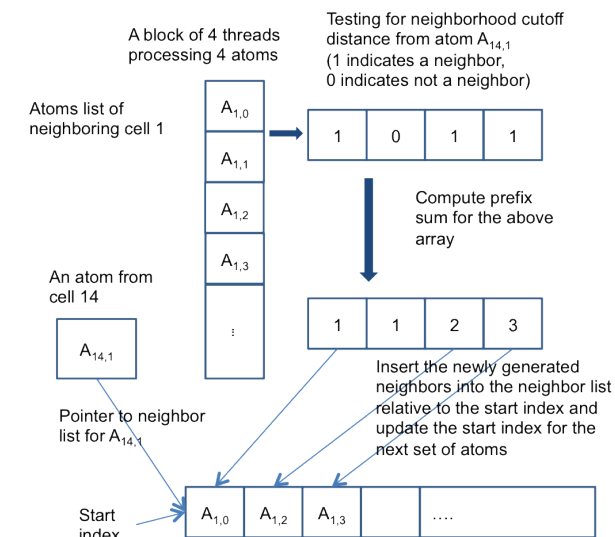 A block of 4 threads
processing 4 atoms
Testing for neighborhood cutoff
distance from atom A14,1
(1 indicates a neighbor,
0 indicates not a neighbor)
Atoms list of
neighboring cell 1
A1,0
A1,1
A1,2
A1,3
...
1 0 1 1
Compute prefix
sum for the above
array
An atom from
cell 14
A14,1
1 1 2 3
Insert the newly generated
neighbors into the neighbor list
relative to the start index and
update the start index for the
next set of atoms
Pointer to neighbor
list for A14,1
Start
index
A1,0 A1,2 A1,3 ....